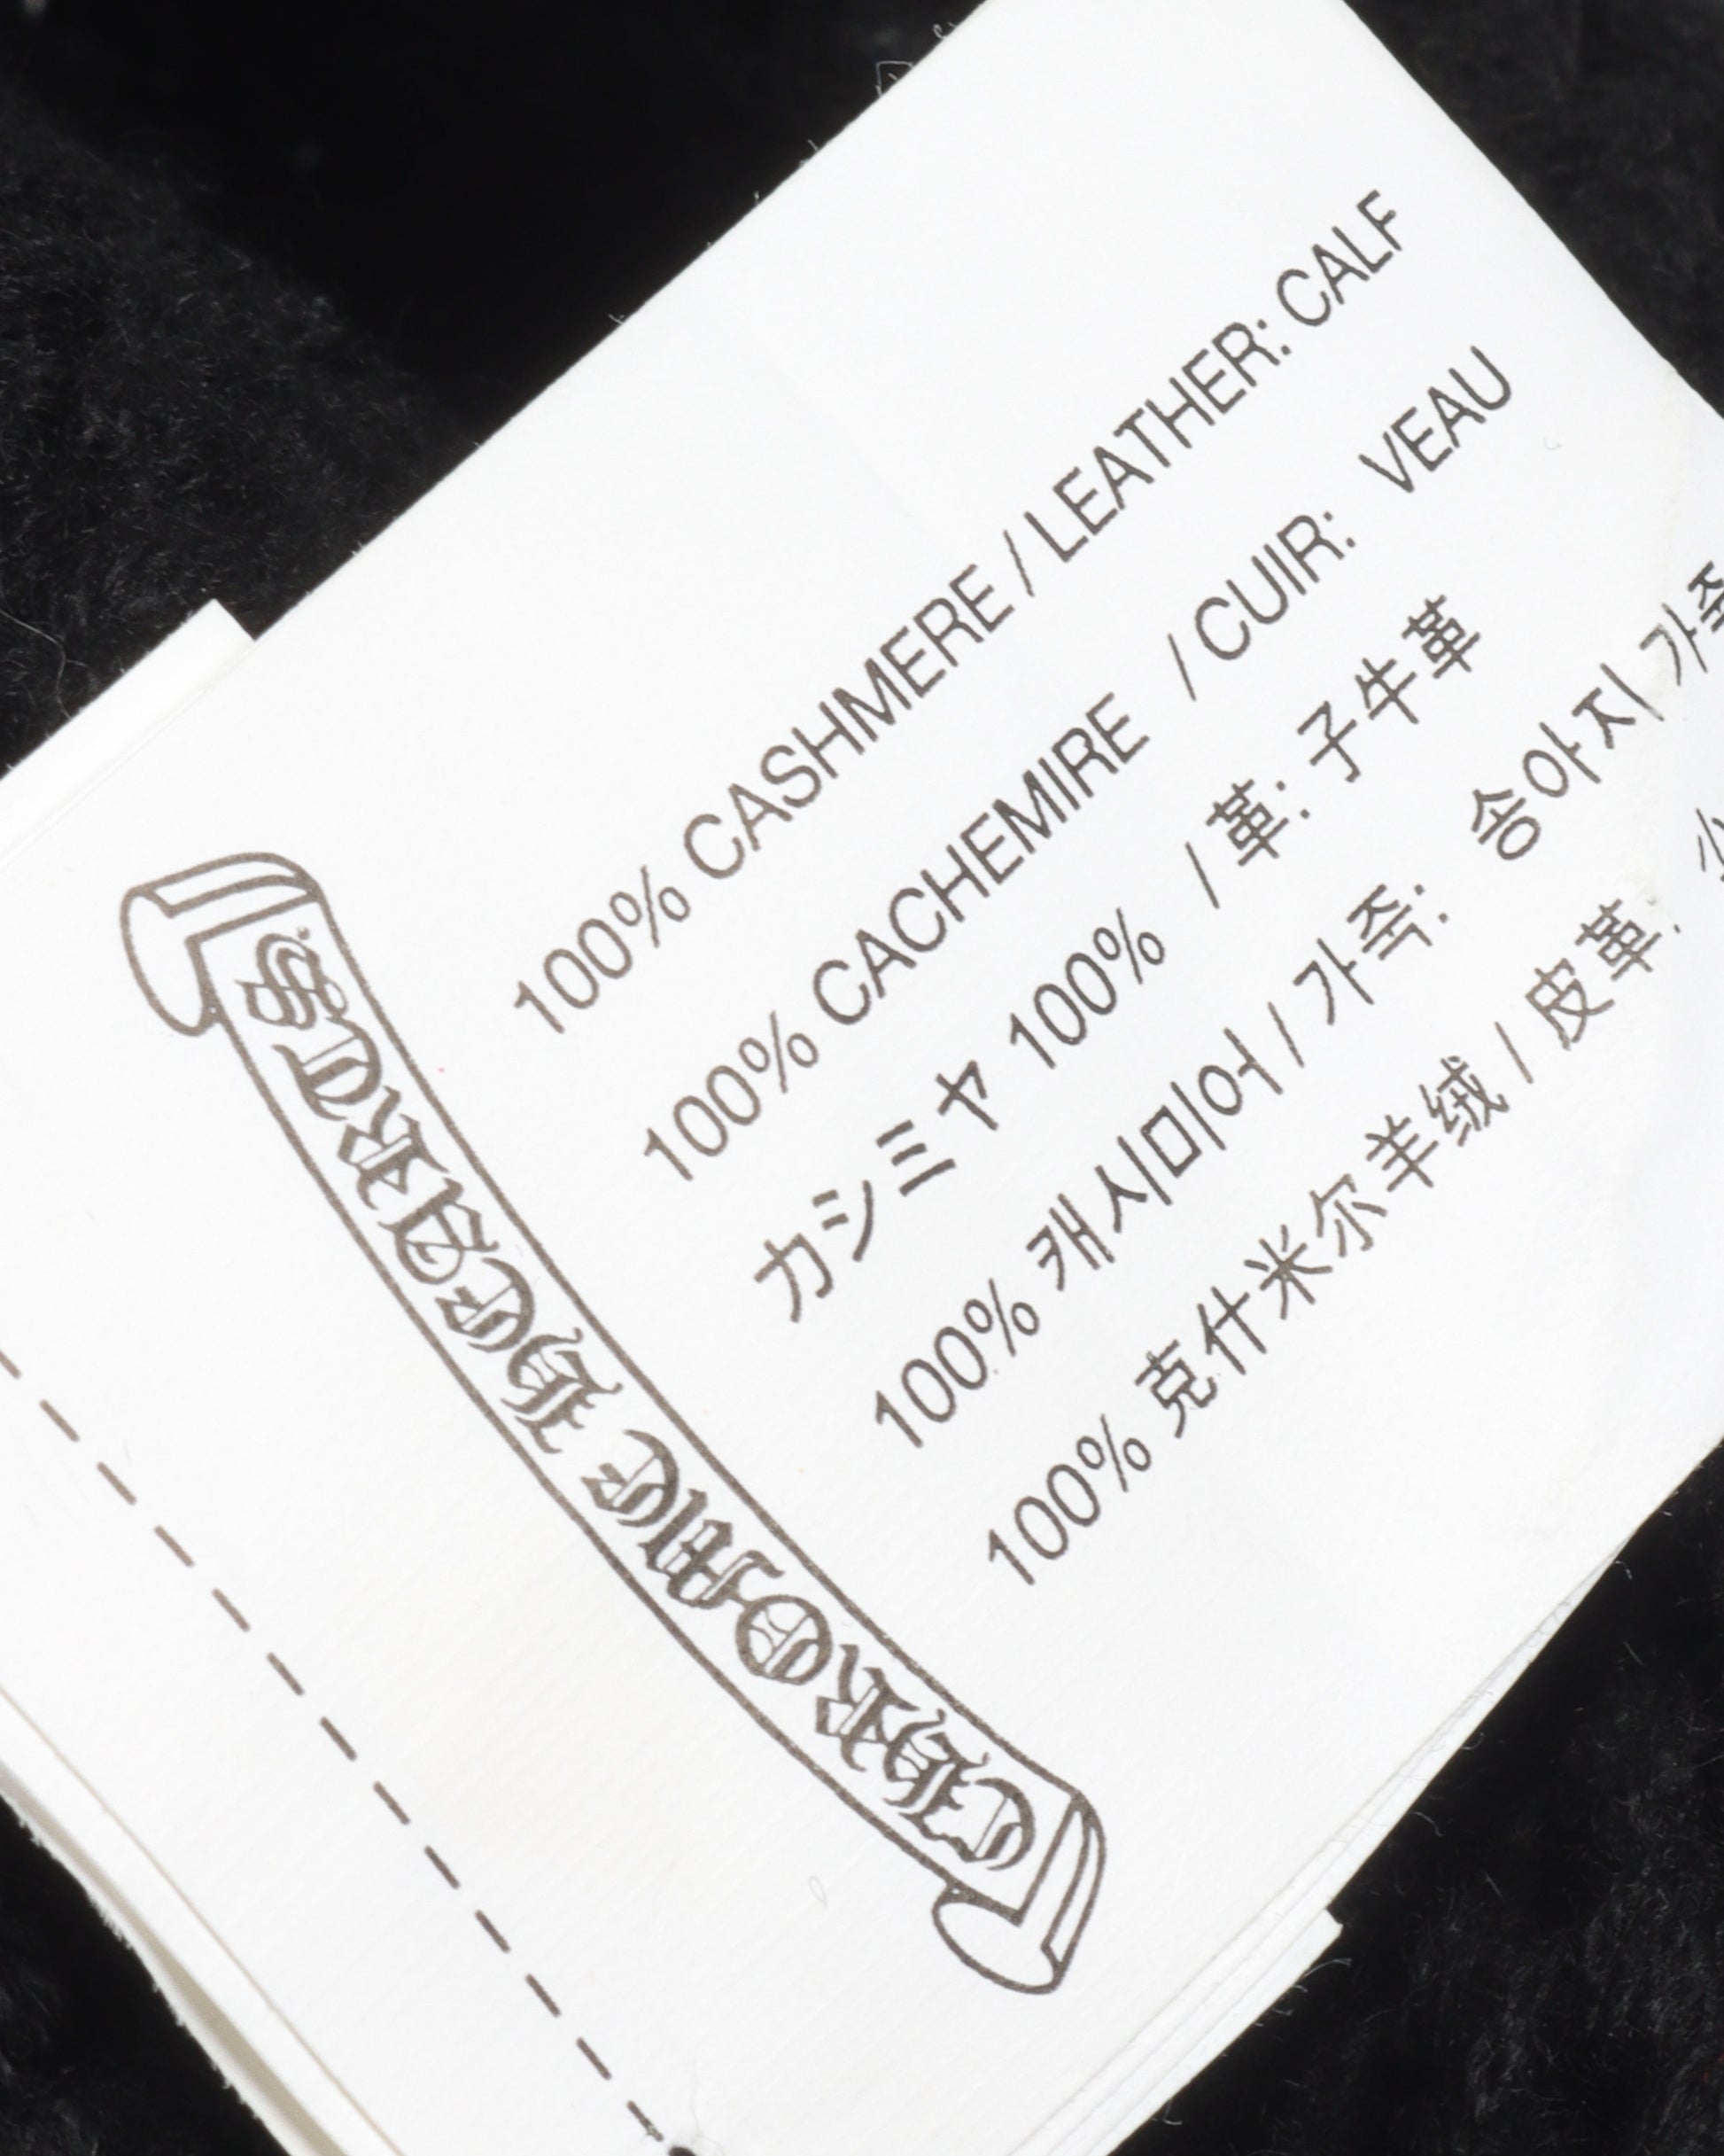 100% CASHMERE / LEATHER: CALF
100% CACHEMIRE / CUIR: VEAU
カシミヤ 100% / 革: 子牛革
100% 캐시미어 / 가죽: 송아지 가죽
100% 克什米尔羊绒 / 皮革:
CHROME HEARTS